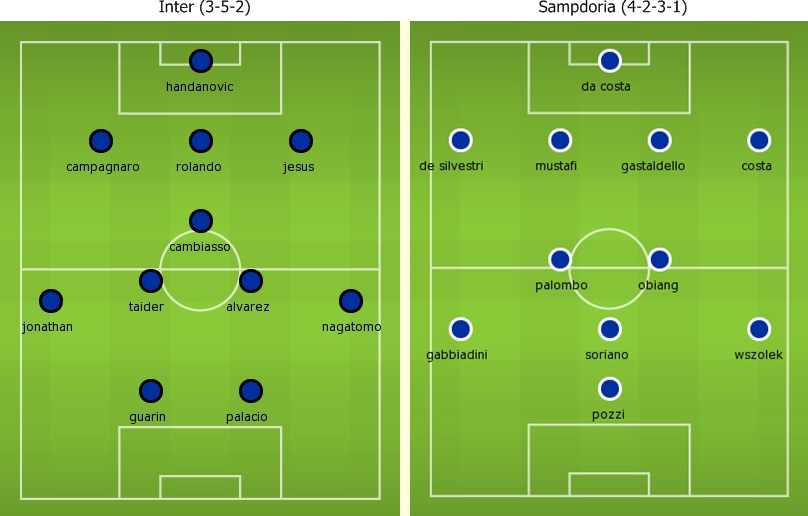 Inter (3-5-2)
handanovic
campagnaro rolando jesus
cambiasso
taider alvarez
jonathan nagatomo
guarin palacio
Sampdoria (4-2-3-1)
da costa
de silvestri mustafi gastaldello costa
palombo obiang
gabbiadini soriano wszolek
pozzi